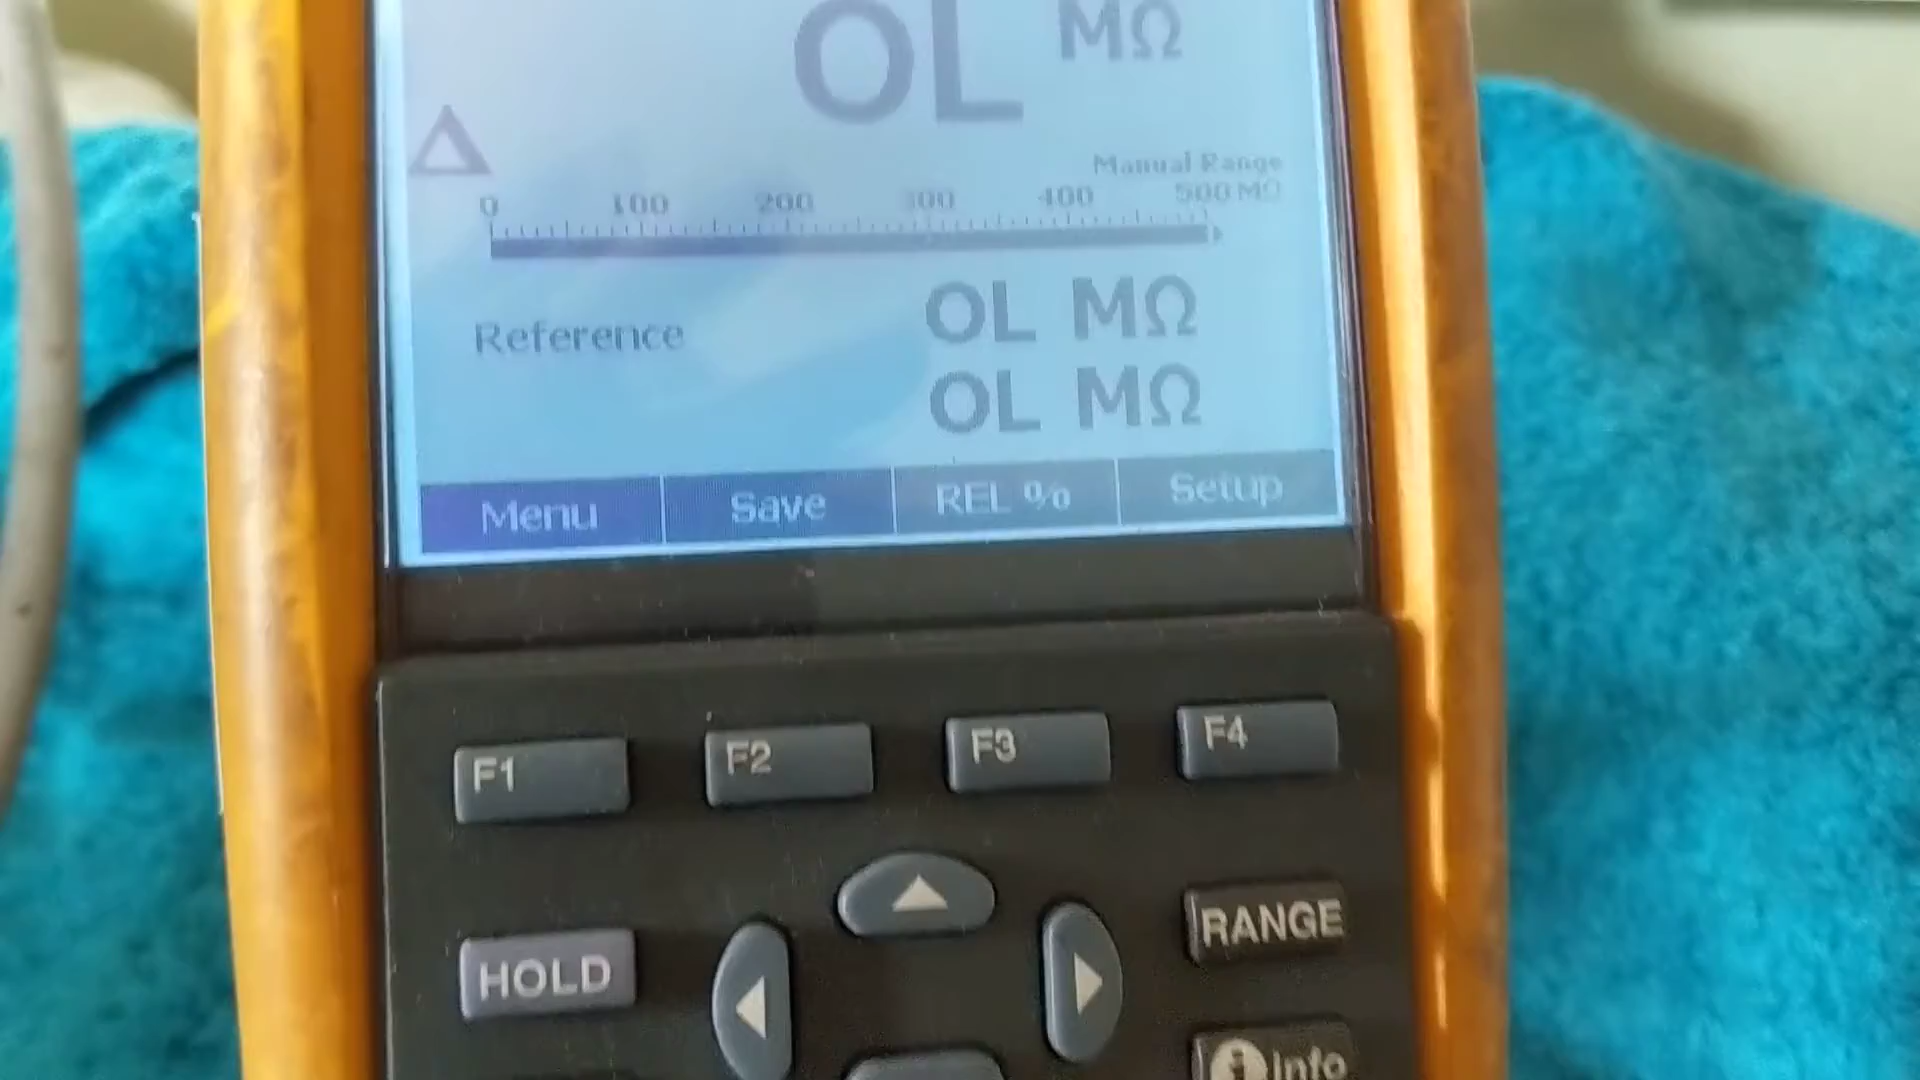 OL MΩ
Manual Range
0 100 200 300 400 500 MΩ
Reference OL MΩ
OL MΩ
Menu Save REL % Setup
F1 F2 F3 F4
HOLD RANGE
info